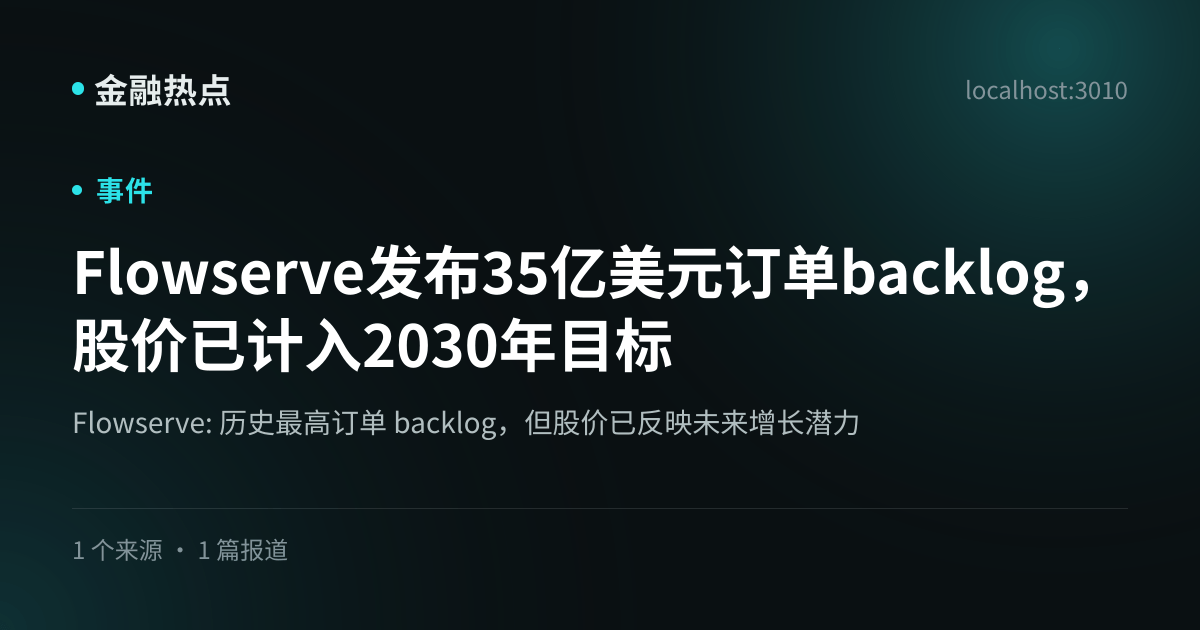 金融热点
localhost:3010
事件
Flowserve发布35亿美元订单backlog，
股价已计入2030年目标
Flowserve: 历史最高订单 backlog，但股价已反映未来增长潜力
1 个来源 · 1 篇报道